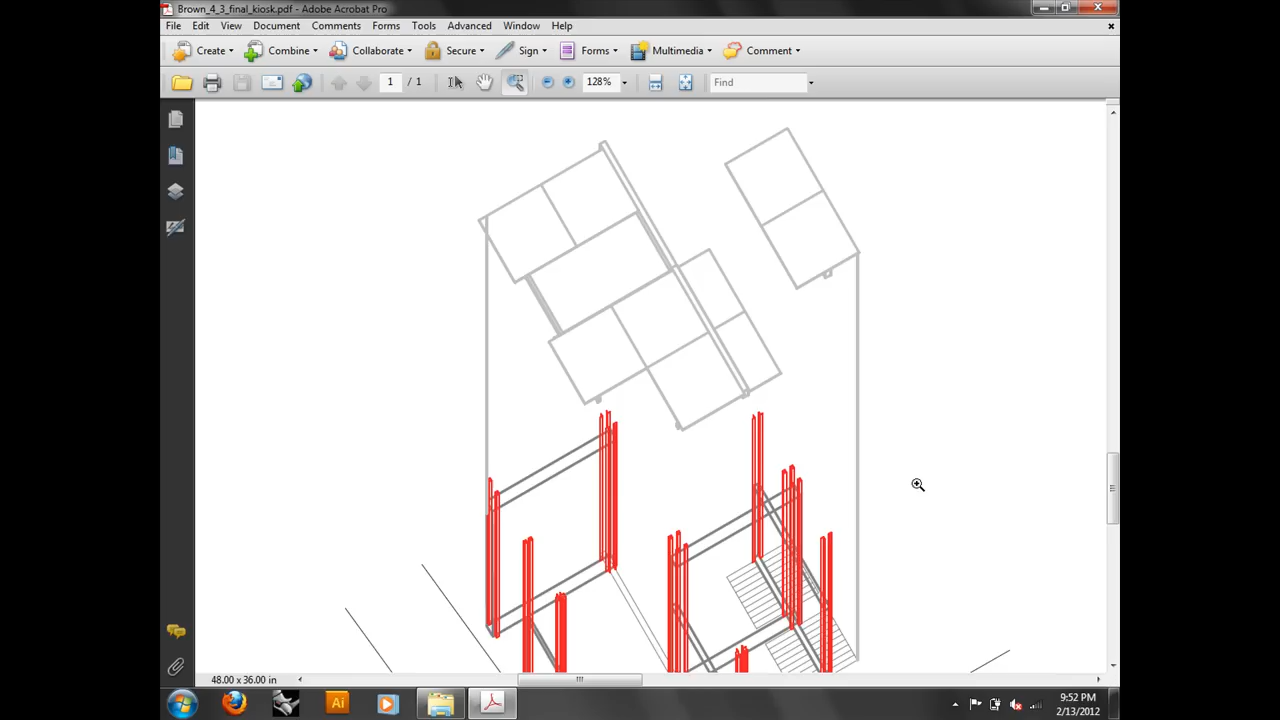 Brown_4_3_final_kiosk.pdf - Adobe Acrobat Pro
File Edit View Document Comments Forms Tools Advanced Window Help
Create Combine Collaborate Secure Sign Forms Multimedia Comment
1 / 1 128% Find
48.00 x 36.00 in
Ai 9:52 PM
2/13/2012